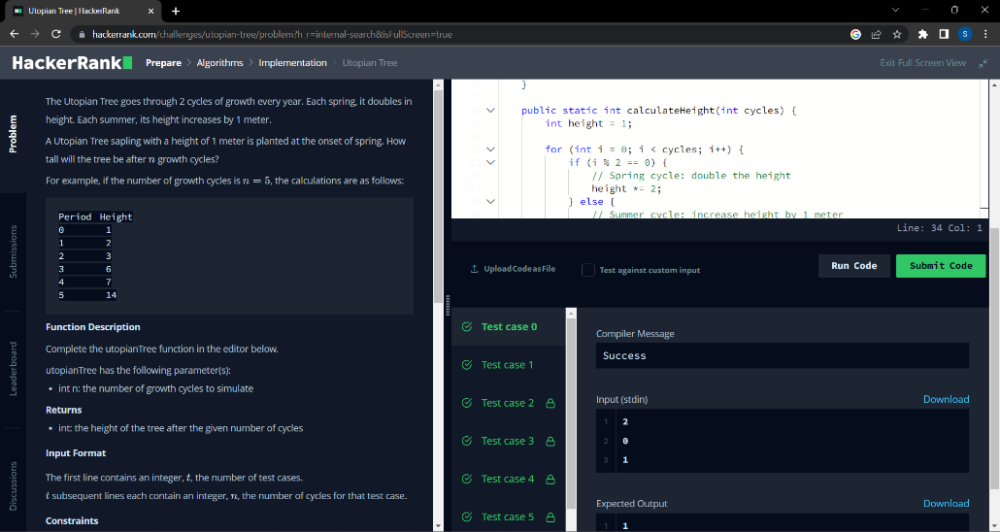 Utopian Tree | HackerRank
hackerrank.com/challenges/utopian-tree/problem?h_r=internal-search&isFullScreen=true
S
HackerRank
Prepare > Algorithms > Implementation > Utopian Tree
Exit Full Screen View
Problem
Submissions
Leaderboard
Discussions
The Utopian Tree goes through 2 cycles of growth every year. Each spring, it doubles in
height. Each summer, its height increases by 1 meter.
A Utopian Tree sapling with a height of 1 meter is planted at the onset of spring. How
tall will the tree be after n growth cycles?
For example, if the number of growth cycles is n = 5, the calculations are as follows:
Period Height
0 1
1 2
2 3
3 6
4 7
5 14
Function Description
Complete the utopianTree function in the editor below.
utopianTree has the following parameter(s):
• int n: the number of growth cycles to simulate
Returns
• int: the height of the tree after the given number of cycles
Input Format
The first line contains an integer, t, the number of test cases.
t subsequent lines each contain an integer, n, the number of cycles for that test case.
Constraints
}
public static int calculateHeight(int cycles) {
int height = 1;
for (int i = 0; i < cycles; i++) {
if (i % 2 == 0) {
// Spring cycle: double the height
height *= 2;
} else {
// Summer cycle: increase height by 1 meter
Line: 34 Col: 1
Upload Code as File
Test against custom input
Run Code
Submit Code
Test case 0
Test case 1
Test case 2
Test case 3
Test case 4
Test case 5
Compiler Message
Success
Input (stdin)
Download
1 2
2 0
3 1
Expected Output
Download
1 1